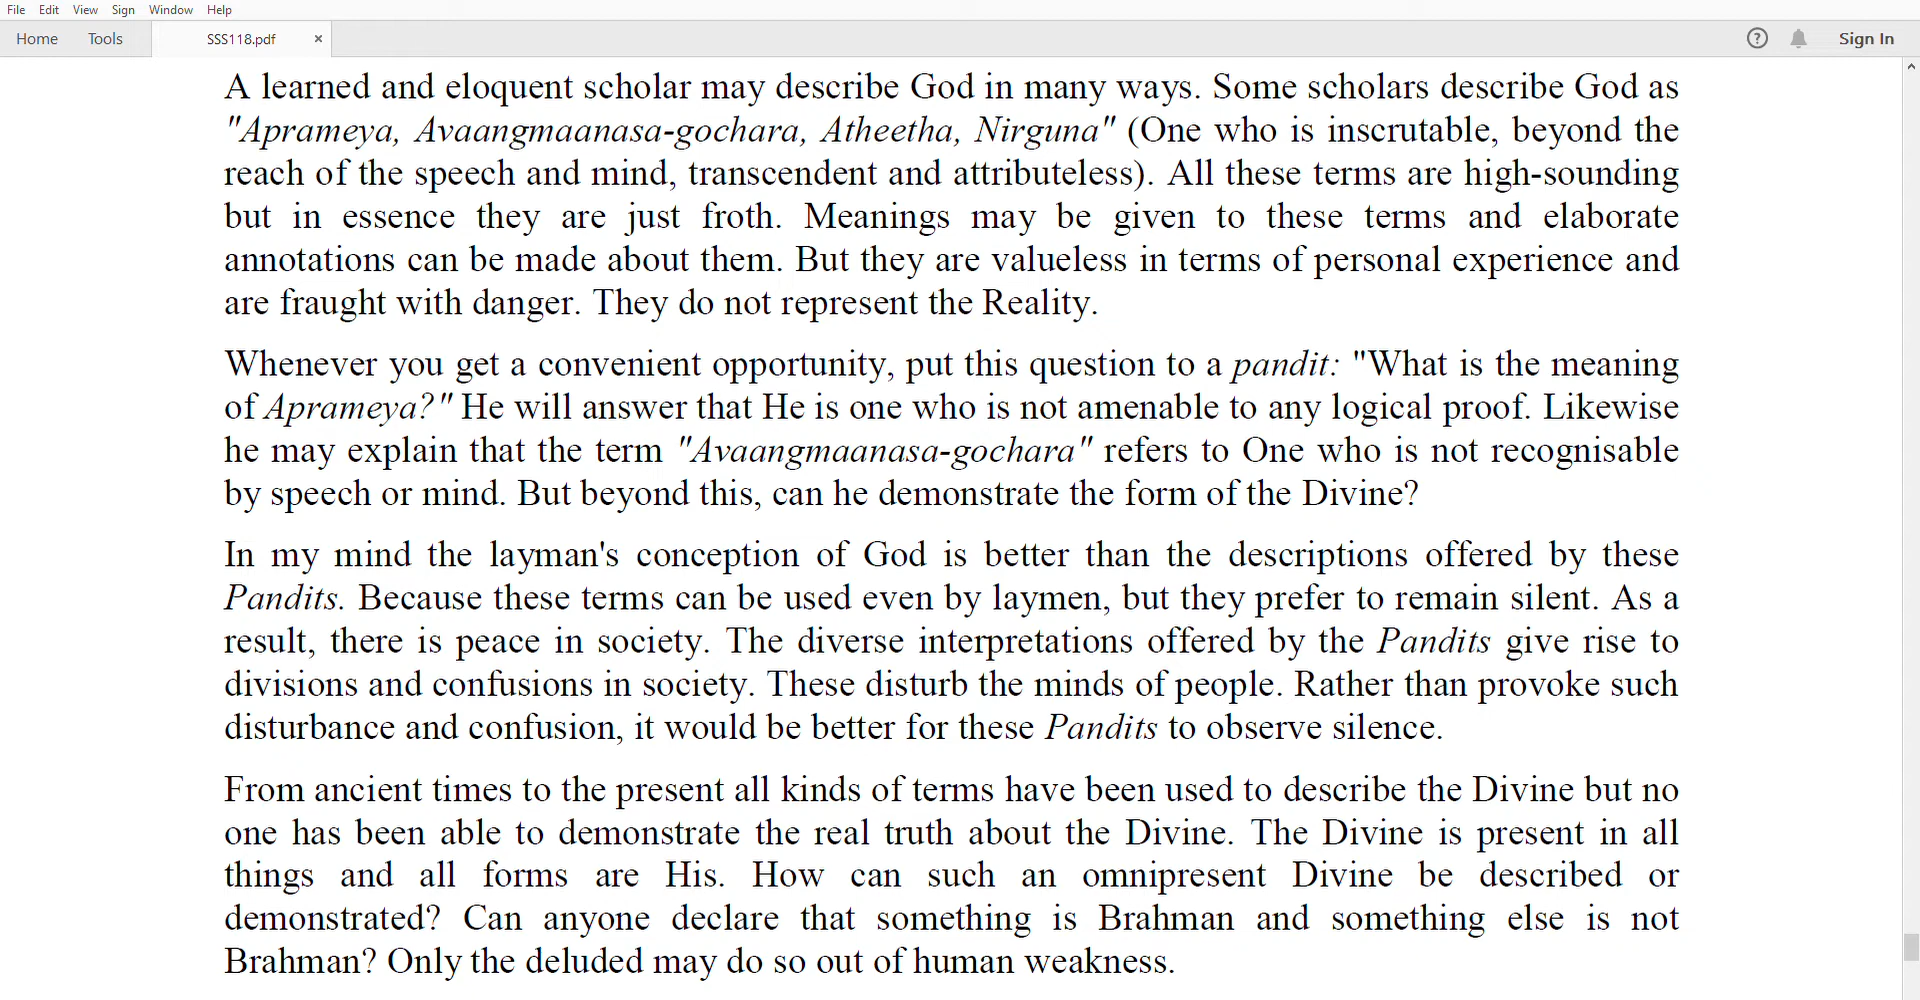 File Edit View Sign Window Help
Home Tools SSS118.pdf × ? Sign In
A learned and eloquent scholar may describe God in many ways. Some scholars describe God as
"Aprameya, Avaangmaanasa-gochara, Atheetha, Nirguna" (One who is inscrutable, beyond the
reach of the speech and mind, transcendent and attributeless). All these terms are high-sounding
but in essence they are just froth. Meanings may be given to these terms and elaborate
annotations can be made about them. But they are valueless in terms of personal experience and
are fraught with danger. They do not represent the Reality.
Whenever you get a convenient opportunity, put this question to a pandit: "What is the meaning
of Aprameya?" He will answer that He is one who is not amenable to any logical proof. Likewise
he may explain that the term "Avaangmaanasa-gochara" refers to One who is not recognisable
by speech or mind. But beyond this, can he demonstrate the form of the Divine?
In my mind the layman's conception of God is better than the descriptions offered by these
Pandits. Because these terms can be used even by laymen, but they prefer to remain silent. As a
result, there is peace in society. The diverse interpretations offered by the Pandits give rise to
divisions and confusions in society. These disturb the minds of people. Rather than provoke such
disturbance and confusion, it would be better for these Pandits to observe silence.
From ancient times to the present all kinds of terms have been used to describe the Divine but no
one has been able to demonstrate the real truth about the Divine. The Divine is present in all
things and all forms are His. How can such an omnipresent Divine be described or
demonstrated? Can anyone declare that something is Brahman and something else is not
Brahman? Only the deluded may do so out of human weakness.